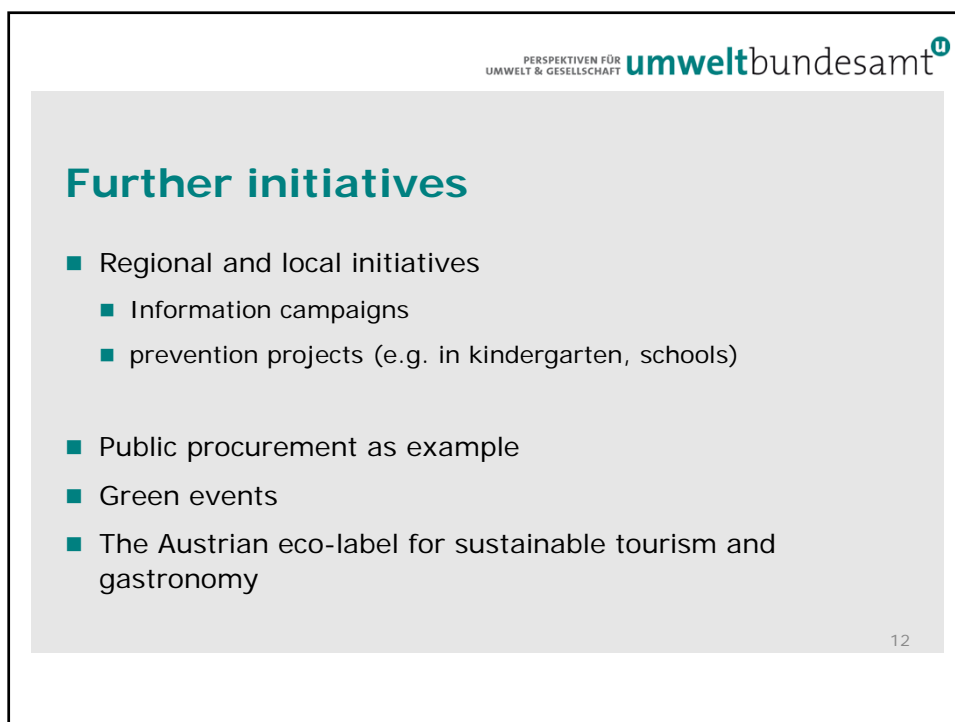 PERSPEKTIVEN FÜR
UMWELT & GESELLSCHAFT umweltbundesamt u
Further initiatives
Regional and local initiatives
Information campaigns
prevention projects (e.g. in kindergarten, schools)
Public procurement as example
Green events
The Austrian eco-label for sustainable tourism and
gastronomy
12